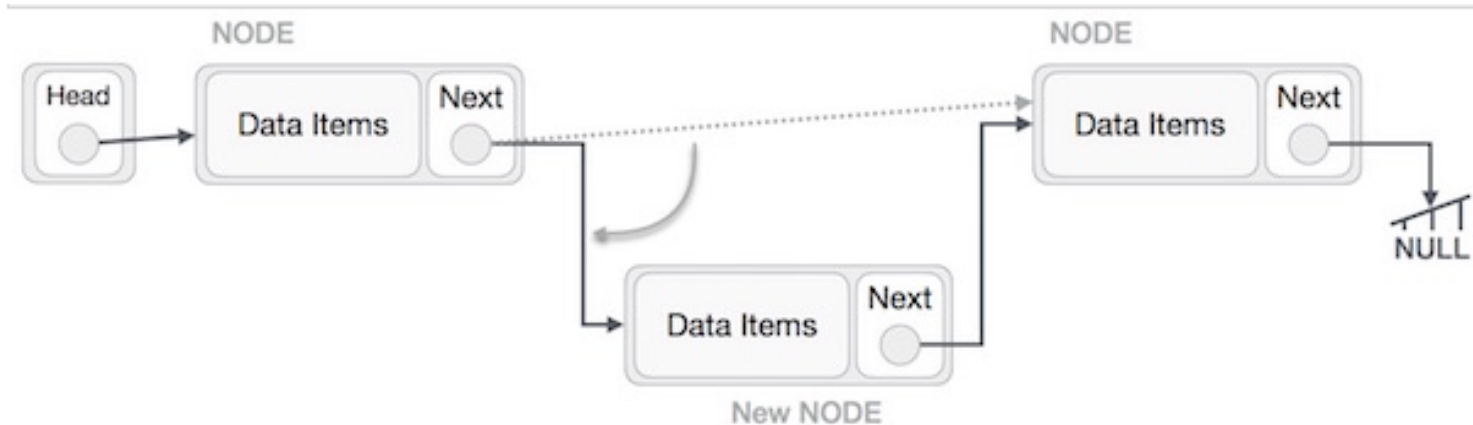 NODE
NODE
Head
Data Items
Next
Data Items
Next
NULL
Data Items
Next
New NODE